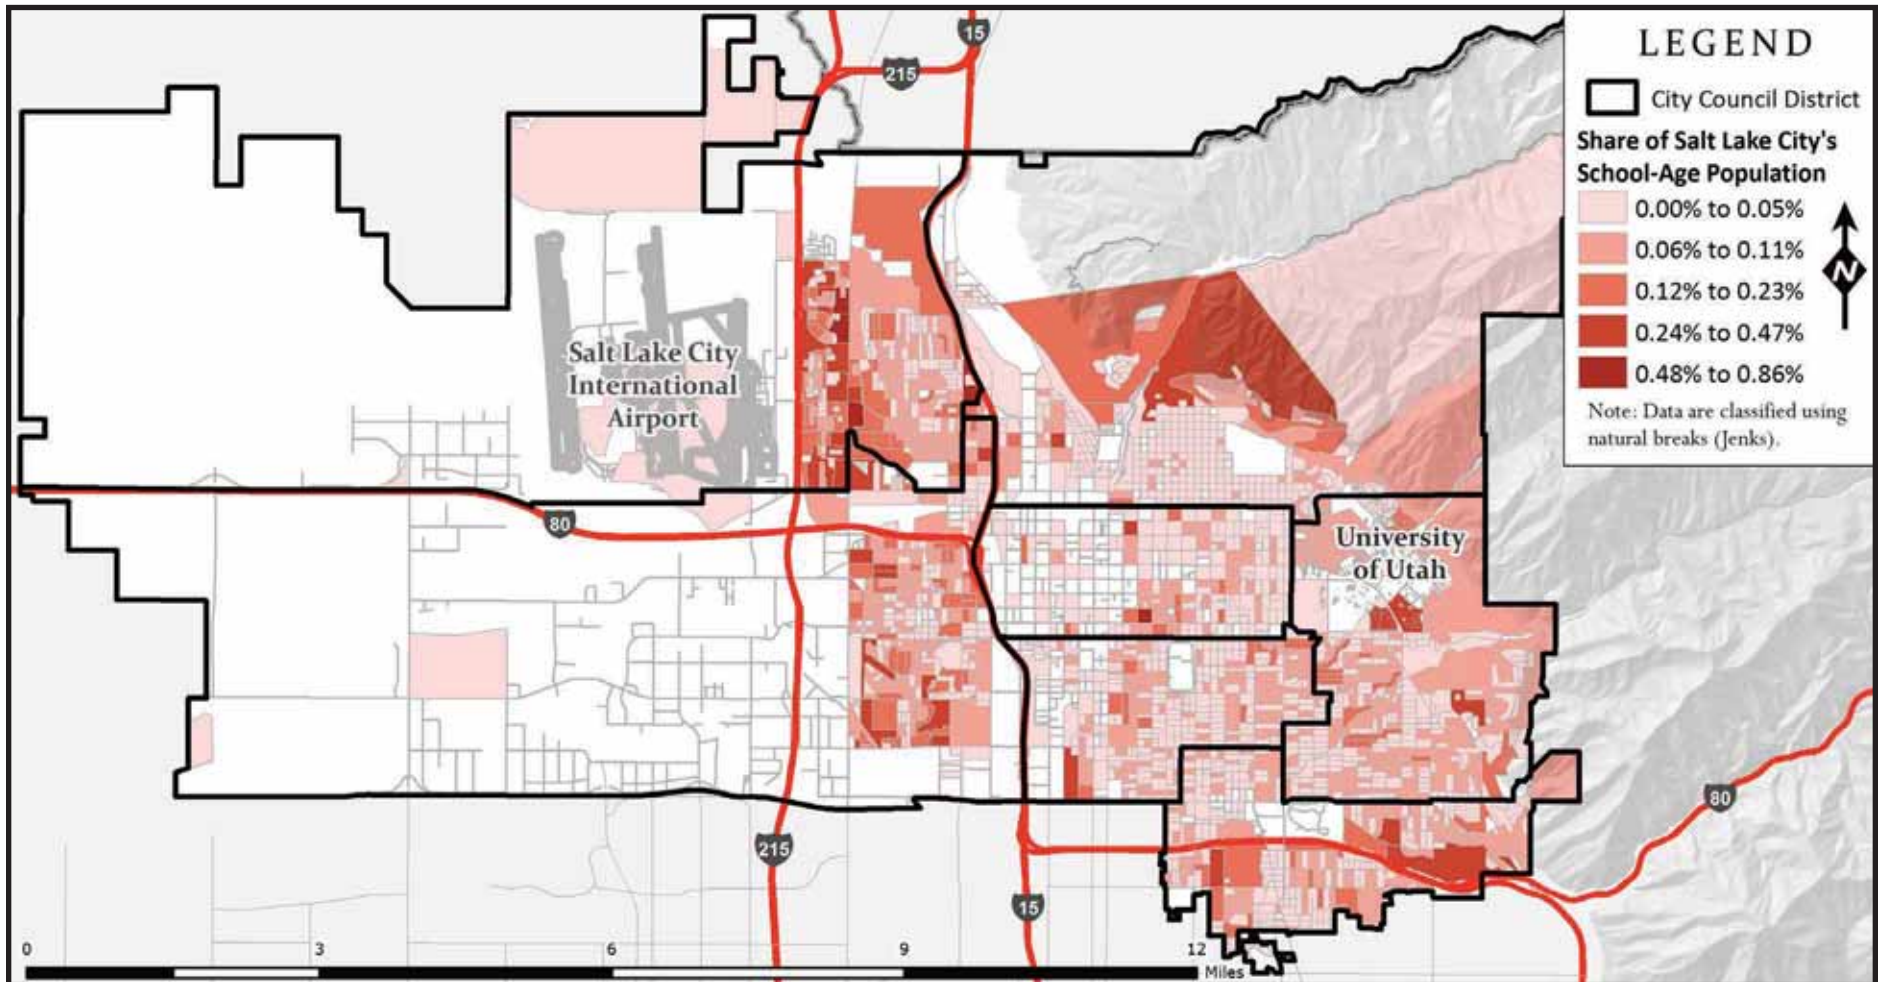 LEGEND
City Council District
Share of Salt Lake City's
School-Age Population
0.00% to 0.05%
0.06% to 0.11%
0.12% to 0.23%
0.24% to 0.47%
0.48% to 0.86%
Note: Data are classified using
natural breaks (Jenks).
N
15
215
Salt Lake City
International
Airport
80
University
of Utah
80
215
15
0 3 6 9 12
Miles